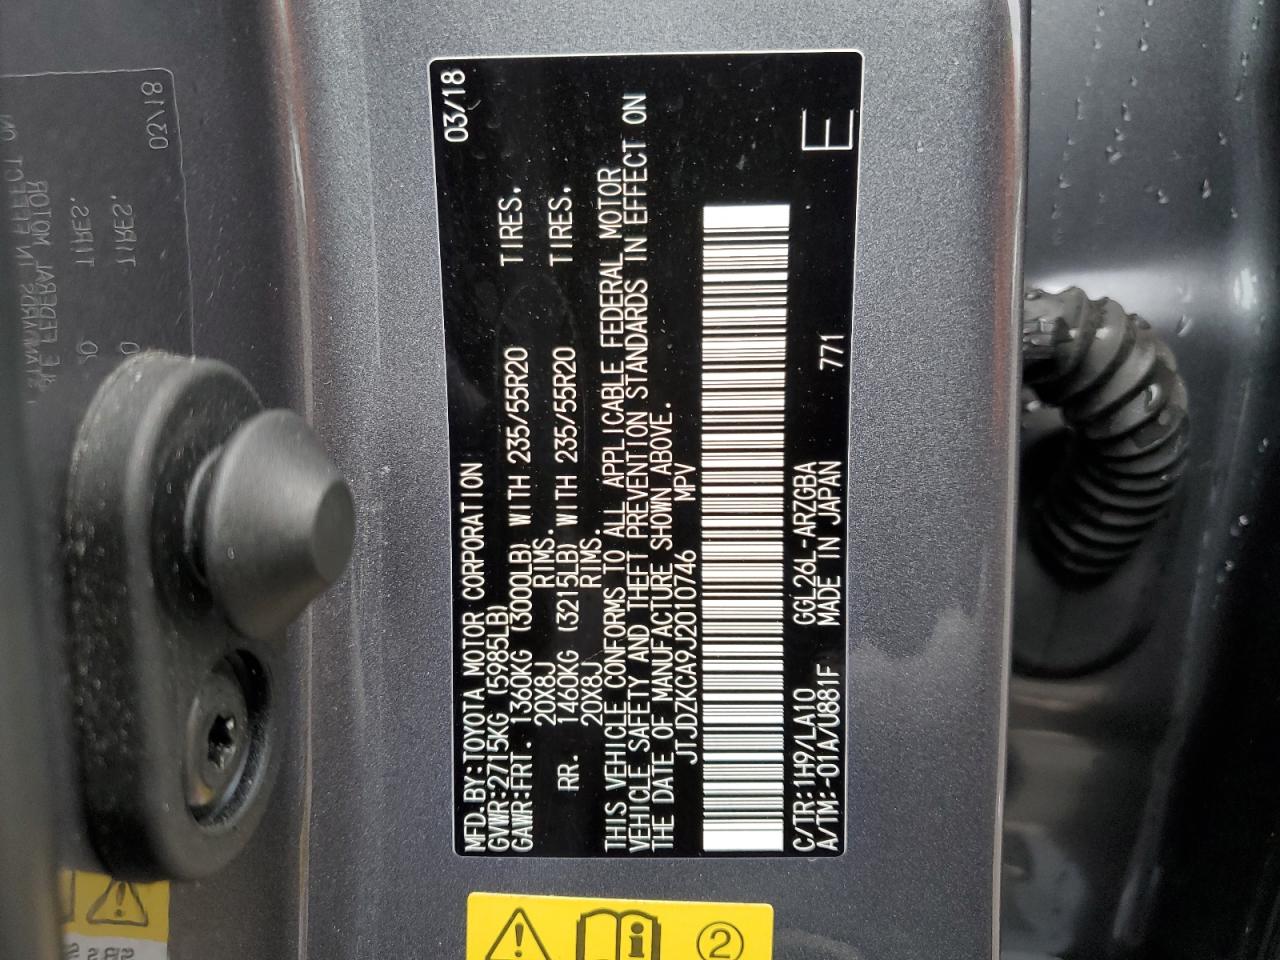 MFD.BY:TOYOTA MOTOR CORPORATION 03/18
GVWR:2715KG (5985LB)
GAWR:FRT. 1360KG (3000LB) WITH 235/55R20 TIRES.
20X8J RIMS.
RR. 1460KG (3215LB) WITH 235/55R20 TIRES.
20X8J RIMS.
THIS VEHICLE CONFORMS TO ALL APPLICABLE FEDERAL MOTOR
VEHICLE SAFETY AND THEFT PREVENTION STANDARDS IN EFFECT ON
THE DATE OF MANUFACTURE SHOWN ABOVE.
JTJDZKCA9J2010746 MPV
C/TR:1H9/LA10 GGL26L-ARZGBA 771 E
A/TM:-01A/U881F MADE IN JAPAN
2